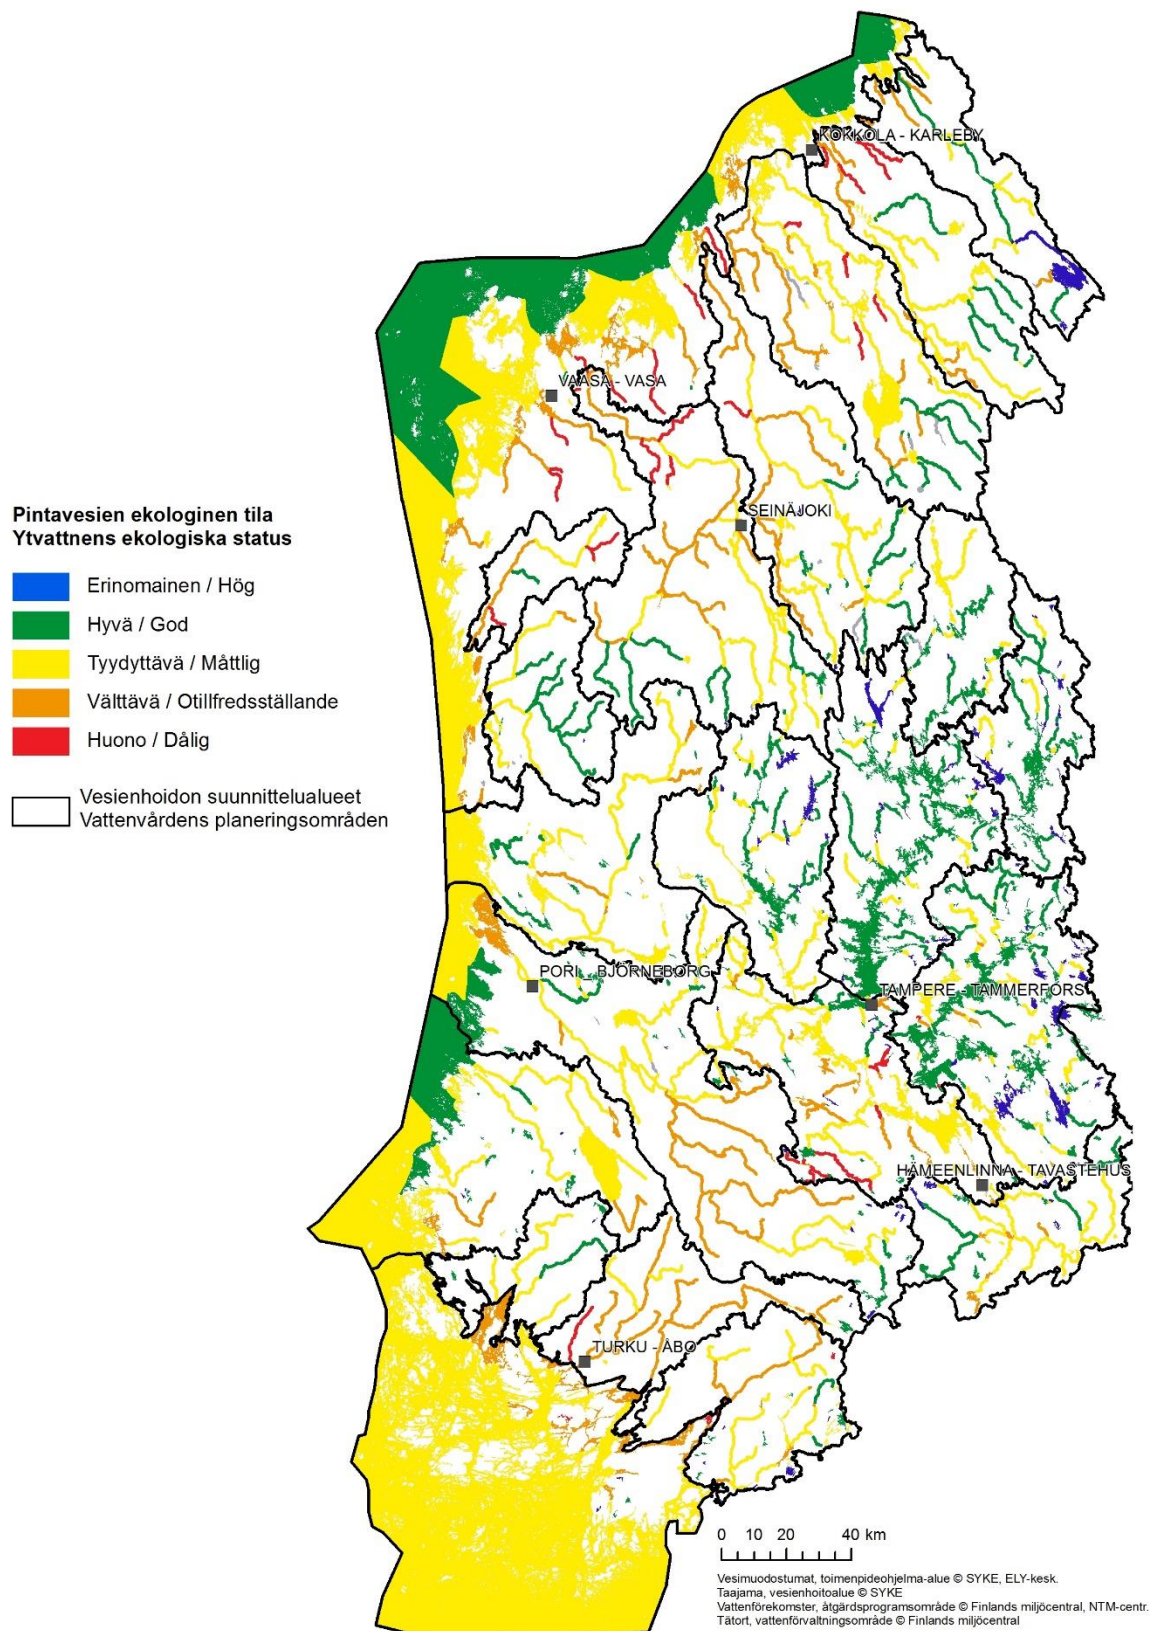 KOKKOLA - KARLEBY
VAASA - VASA
SEINÄJOKI
Pintavesien ekologinen tila
Ytvattnens ekologiska status
Erinomainen / Hög
Hyvä / God
Tyydyttävä / Måttlig
Välttävä / Otillfredsställande
Huono / Dålig
Vesienhoidon suunnittelualueet
Vattenvårdens planeringsområden
PORI - BJÖRNEBORG
TAMPERE - TAMMERFORS
HÄMEENLINNA - TAVASTEHUS
TURKU - ÅBO
0 10 20 40 km
Vesimuodostumat, toimenpideohjelma-alue © SYKE, ELY-kesk.
Taajama, vesienhoitoalue © SYKE
Vattenförekomster, åtgärdsprogramsområde © Finlands miljöcentral, NTM-centr.
Tätort, vattenförvaltningsområde © Finlands miljöcentral